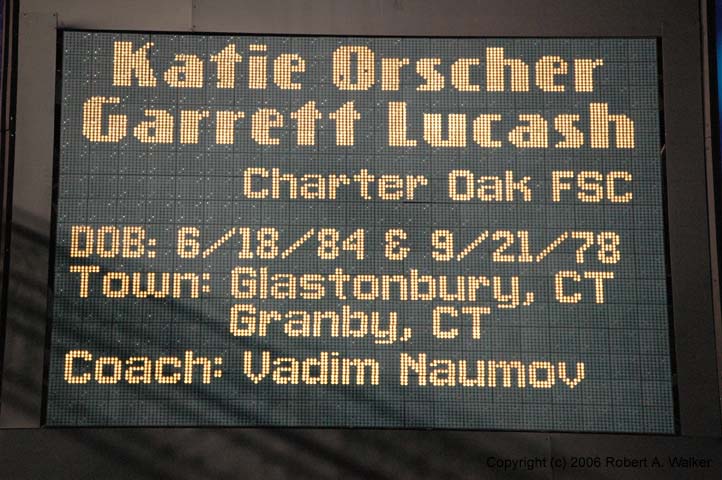 Katie Orscher
Garrett Lucash
Charter Oak FSC
DOB: 6/18/84 & 9/21/78
Town: Glastonbury, CT
Granby, CT
Coach: Vadim Naumov
Copyright (c) 2006 Robert A. Walker